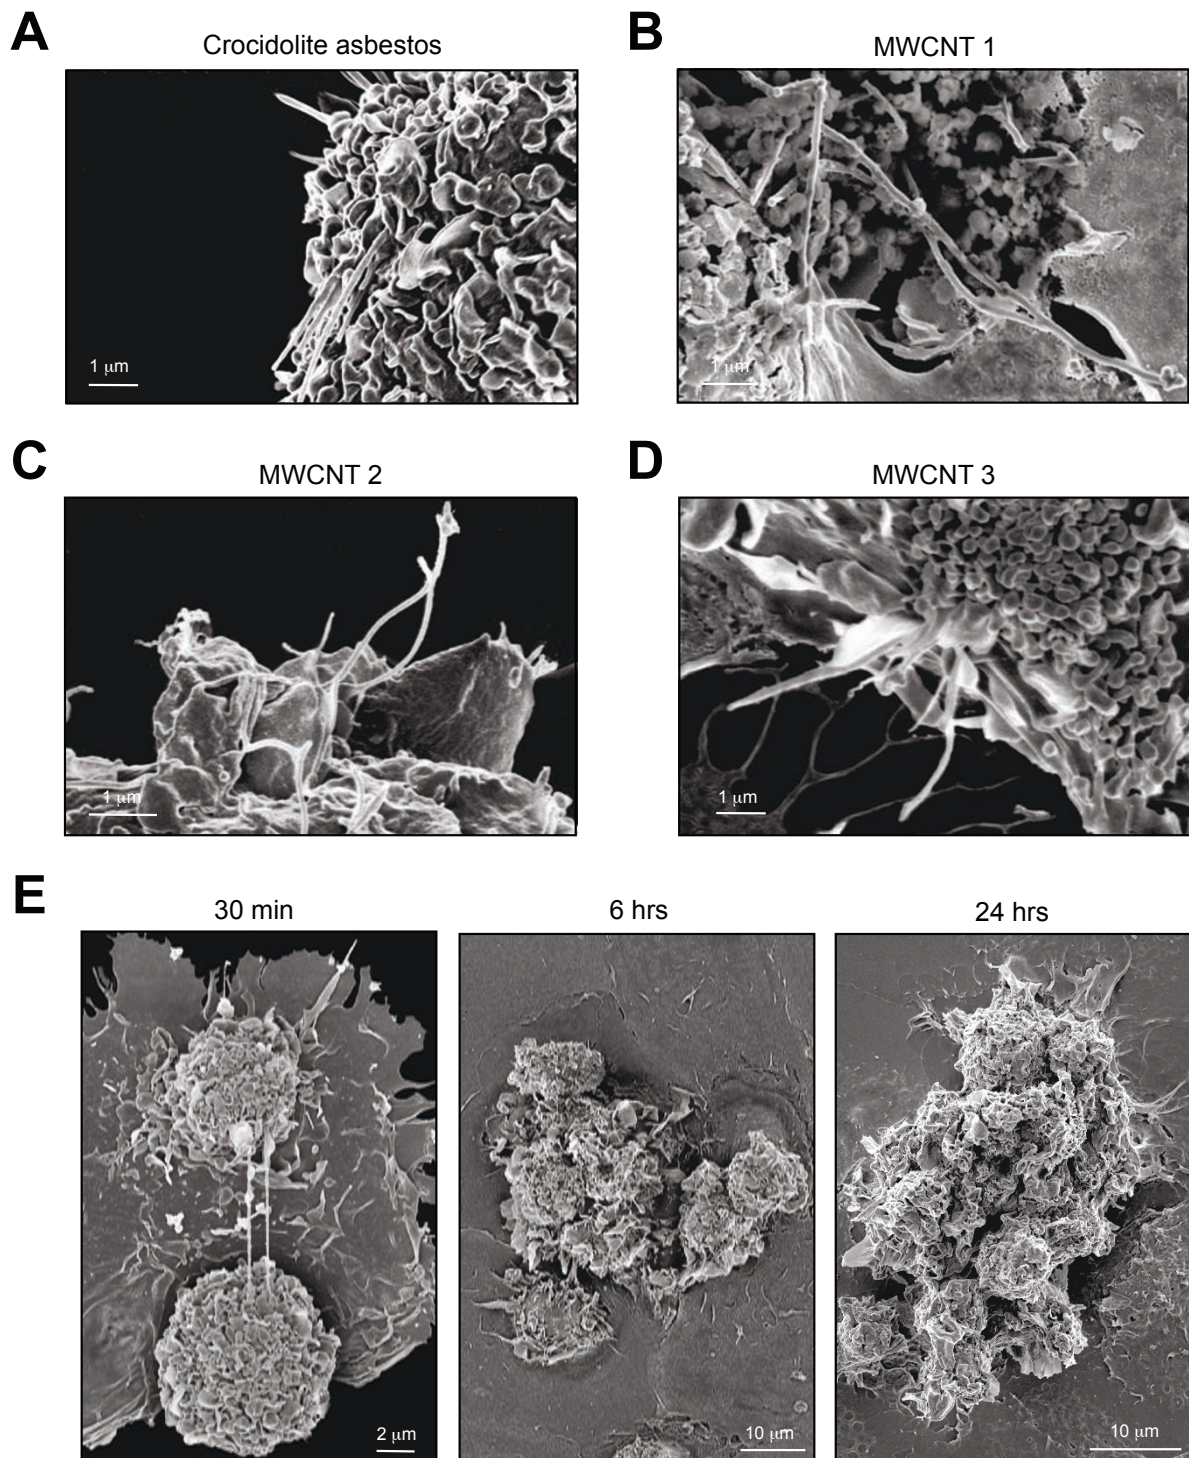 A
Crocidolite asbestos
1 μm
B
MWCNT 1
1 μm
C
MWCNT 2
1 μm
D
MWCNT 3
1 μm
E
30 min
2 μm
6 hrs
10 μm
24 hrs
10 μm